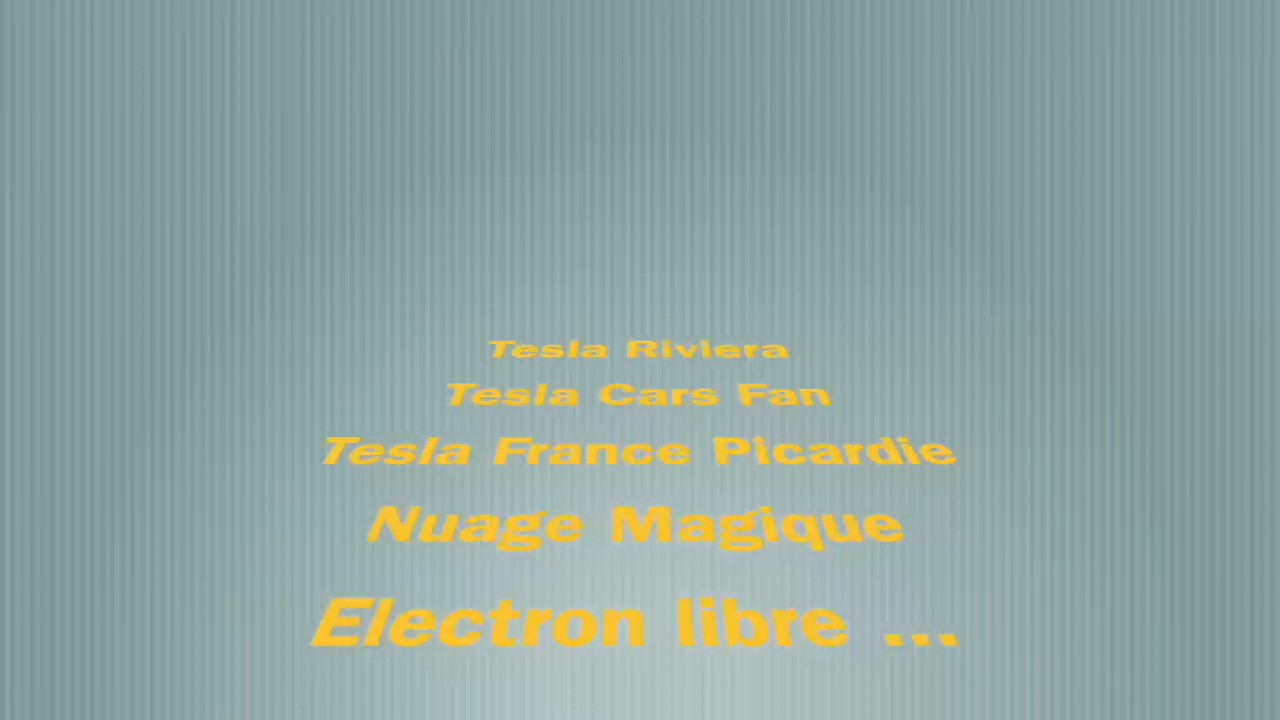 Tesla Riviera
Tesla Cars Fan
Tesla France Picardie
Nuage Magique
Electron libre ...